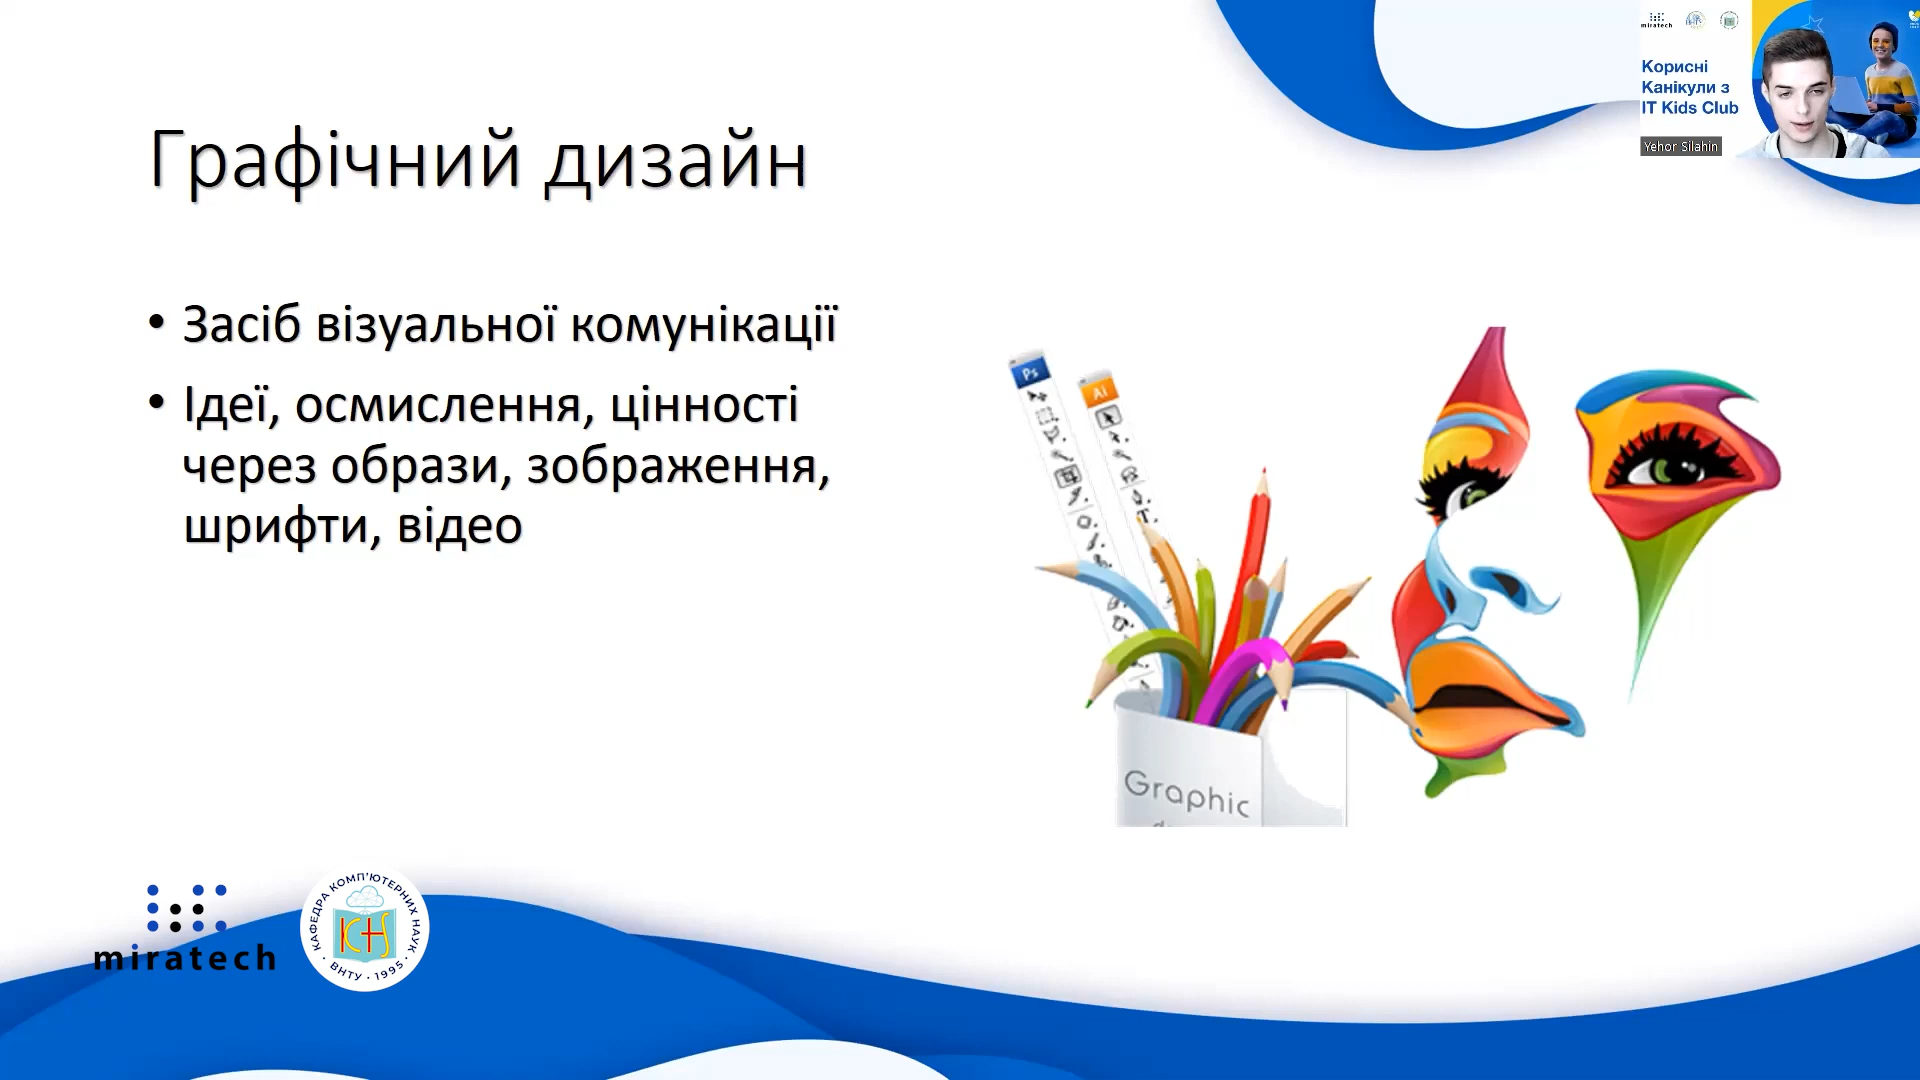 miratech
Корисні
Канікули з
IT Kids Club
Yehor Silahin
Графічний дизайн
• Засіб візуальної комунікації
• Ідеї, осмислення, цінності
через образи, зображення,
шрифти, відео
Ps
Ai
Graphic
miratech
КАФЕДРА КОМП'ЮТЕРНИХ НАУК
· ВНТУ · 1995 ·